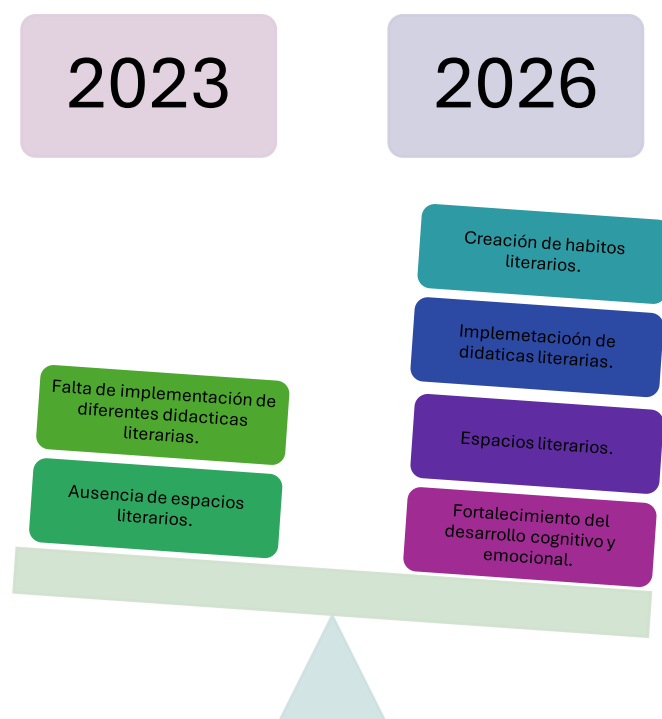 2023
2026
Creación de habitos
literarios.
Implemetacioón de
didaticas literarias.
Falta de implementación de
diferentes didacticas
literarias.
Espacios literarios.
Ausencia de espacios
literarios.
Fortalecimiento del
desarrollo cognitivo y
emocional.